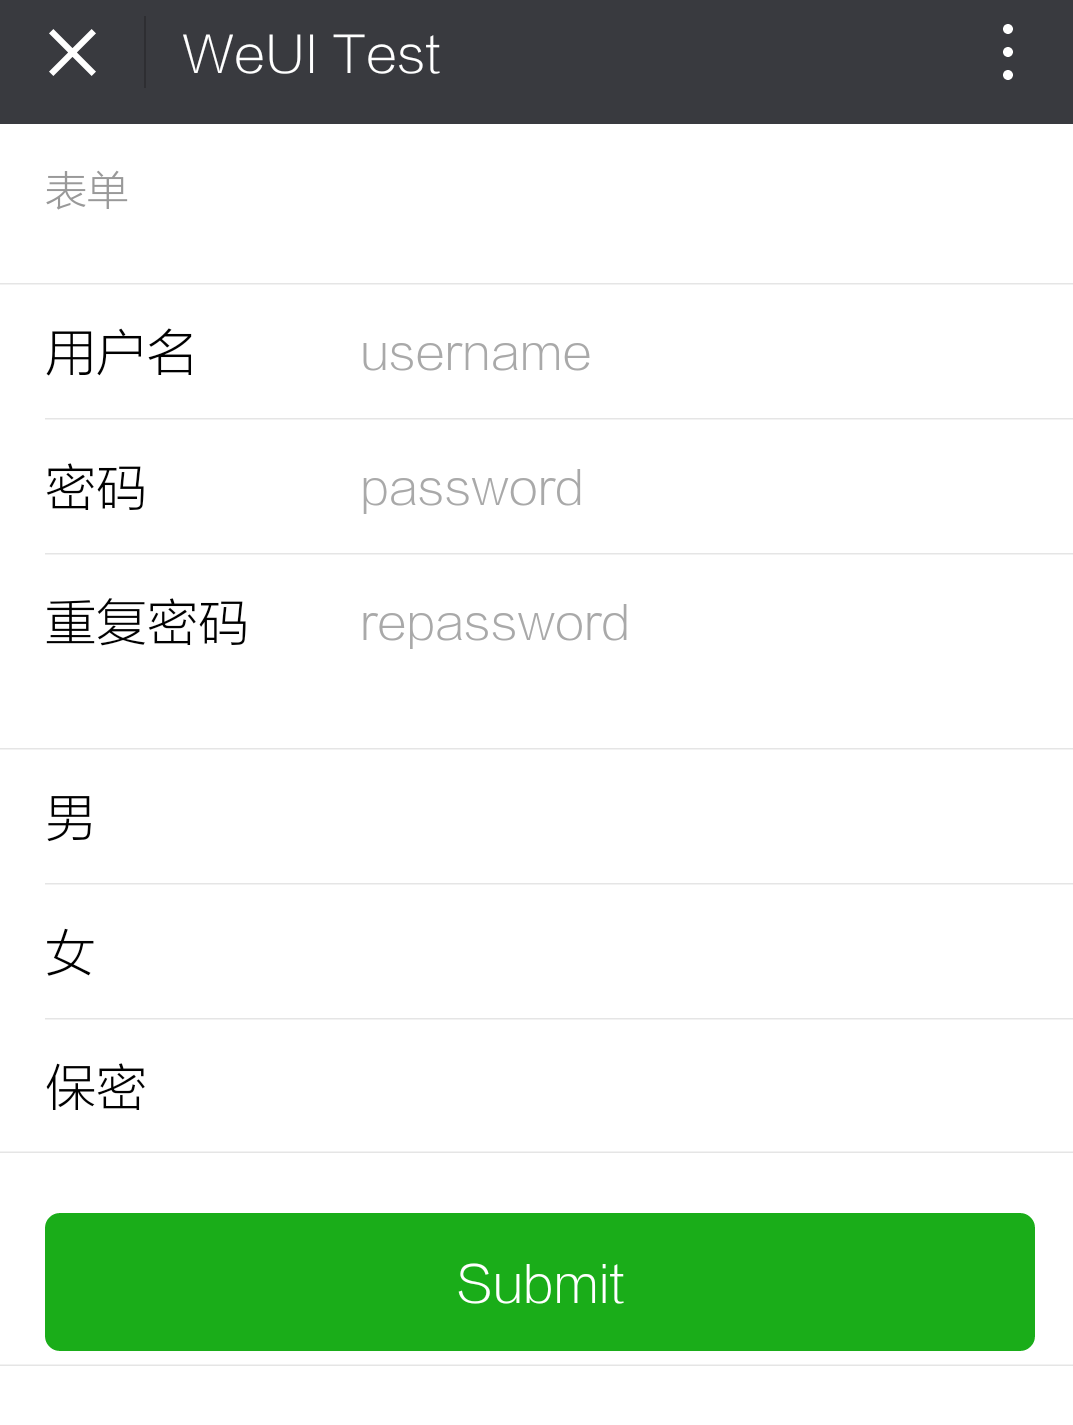 WeUI Test
表单
用户名 username
密码 password
重复密码 repassword
男
女
保密
Submit